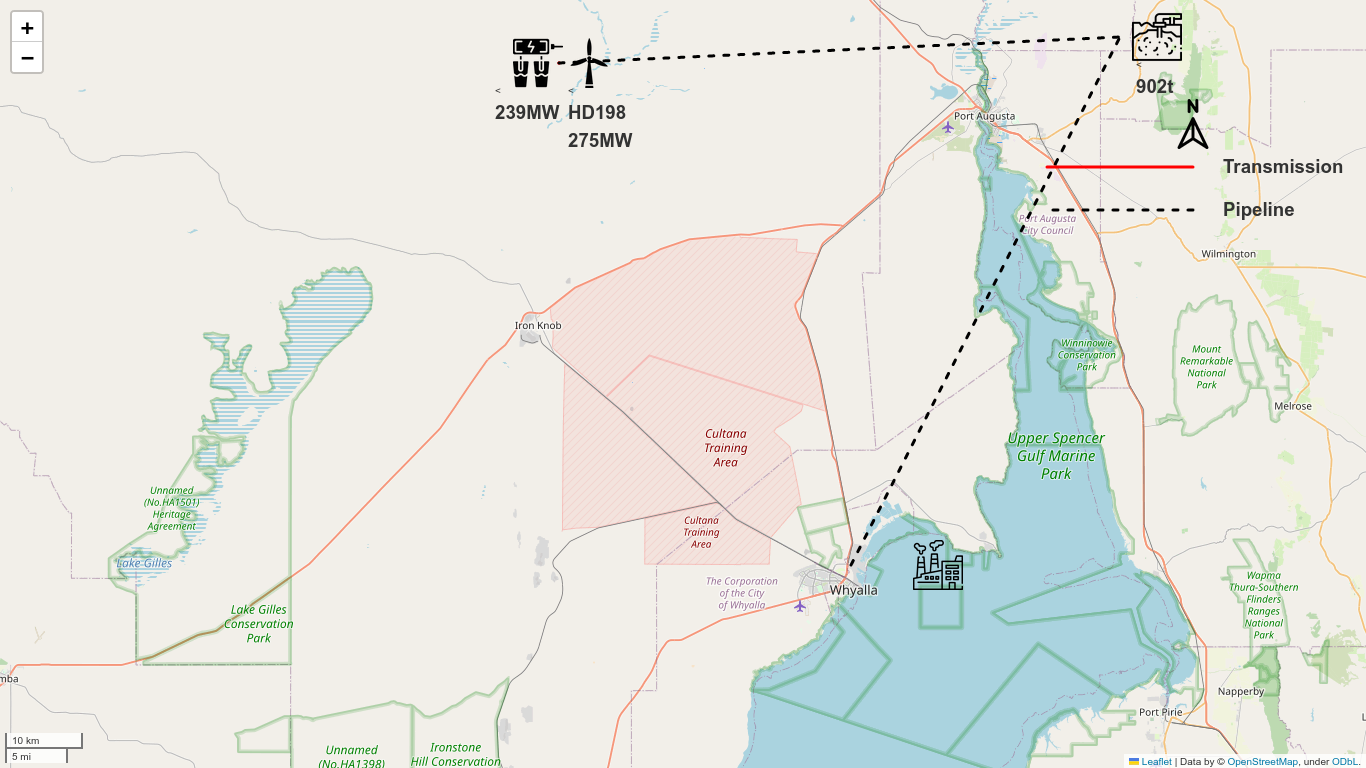 +
−
239MW
HD198
275MW
902t
N
Transmission
Pipeline
Port Augusta
Port Augusta
City Council
Wilmington
Iron Knob
Winninowie
Conservation
Park
Mount
Remarkable
National
Park
Melrose
Cultana
Training
Area
Upper Spencer
Gulf Marine
Park
Unnamed
(No.HA1501)
Heritage
Agreement
Cultana
Training
Area
Lake Gilles
The Corporation
of the City
of Whyalla
Whyalla
Wapma
Thura-Southern
Flinders
Ranges
National
Park
Lake Gilles
Conservation
Park
mba
Napperby
Port Pirie
Unnamed
(No.HA1398)
Ironstone
Hill Conservation
10 km
5 mi
Leaflet | Data by © OpenStreetMap, under ODbL.